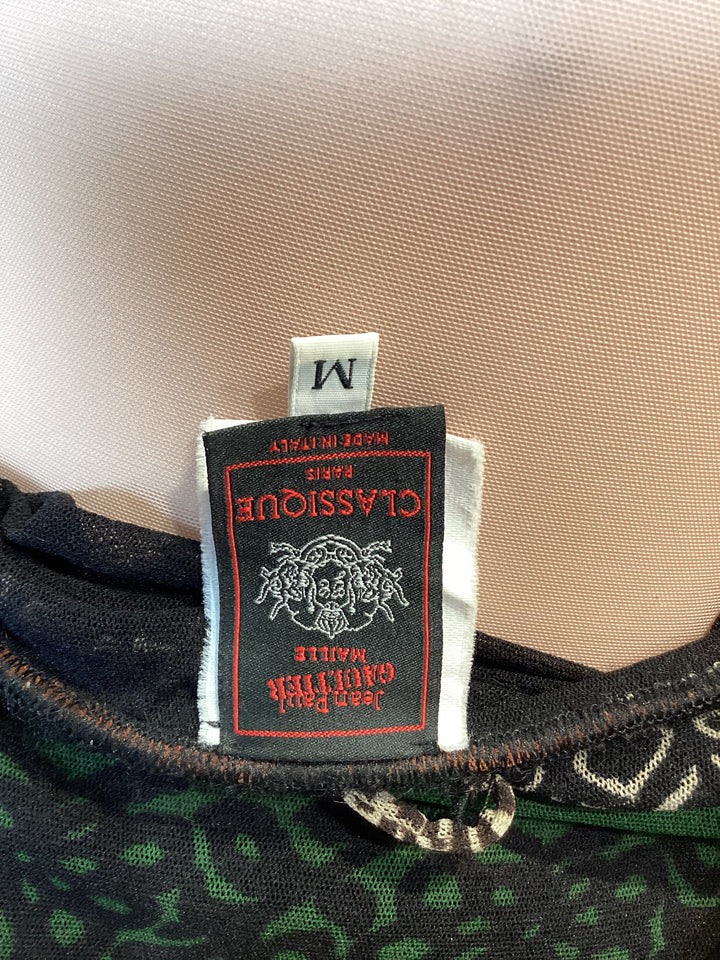 Jean Paul
GAULTIER
MAILLE
CLASSIQUE
PARIS
MADE IN ITALY
M